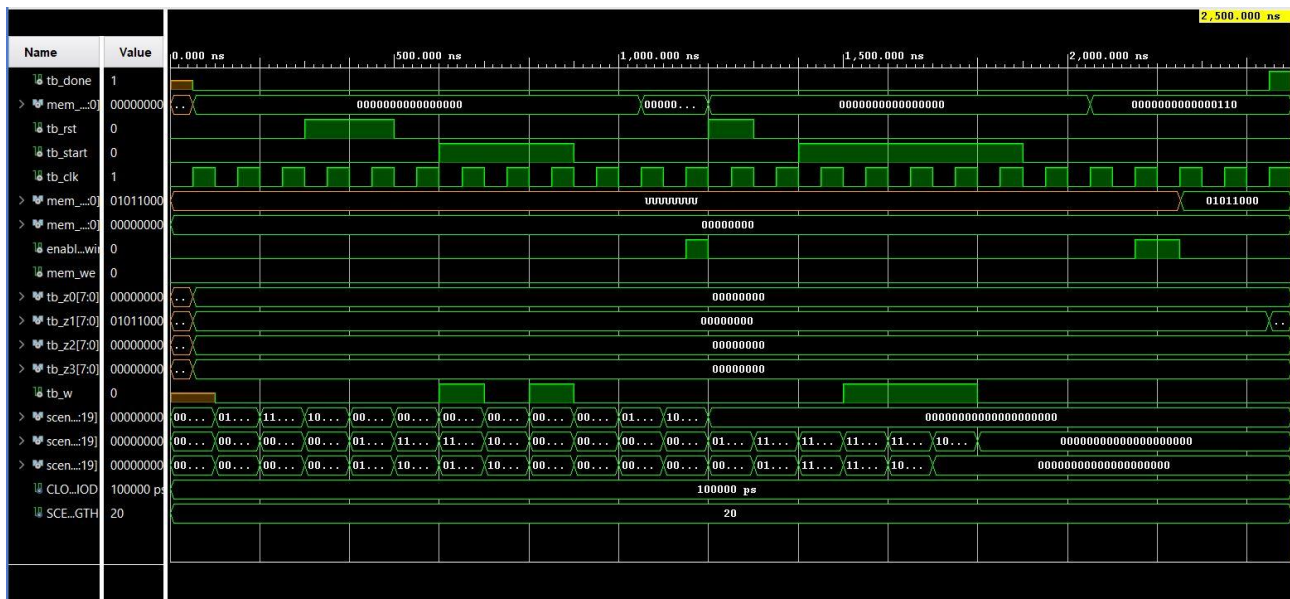 2,500.000 ns
Name Value 0.000 ns 500.000 ns 1,000.000 ns 1,500.000 ns 2,000.000 ns
tb_done 1
mem_...:0] 00000000 .. 0000000000000000 00000... 0000000000000000 0000000000000110
tb_rst 0
tb_start 0
tb_clk 1
mem_...:0] 01011000 UUUUUUUU 01011000
mem_...:0] 00000000 00000000
enabl...wir 0
mem_we 0
tb_z0[7:0] 00000000 .. 00000000
tb_z1[7:0] 01011000 .. 00000000 ..
tb_z2[7:0] 00000000 .. 00000000
tb_z3[7:0] 00000000 .. 00000000
tb_w 0
scen...:19] 00000000 00... 01... 11... 10... 00... 00... 00... 00... 00... 00... 01... 10... 00000000000000000000
scen...:19] 00000000 00... 00... 00... 00... 01... 11... 11... 10... 00... 00... 00... 00... 01... 11... 11... 11... 11... 10... 00000000000000000000
scen...:19] 00000000 00... 00... 00... 00... 01... 10... 01... 10... 00... 00... 00... 00... 00... 01... 11... 11... 10... 00000000000000000000
CLO...IOD 100000 ps 100000 ps
SCE...GTH 20 20